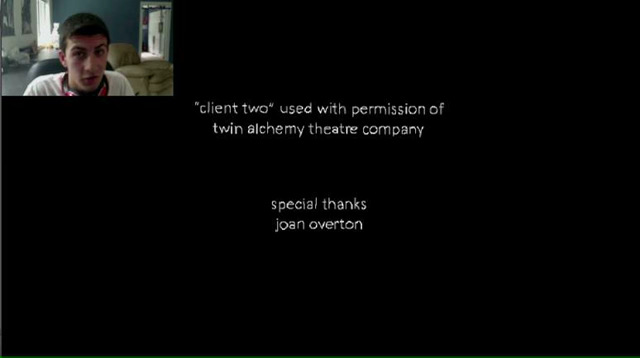 "client two" used with permission of
twin alchemy theatre company
special thanks
joan overton